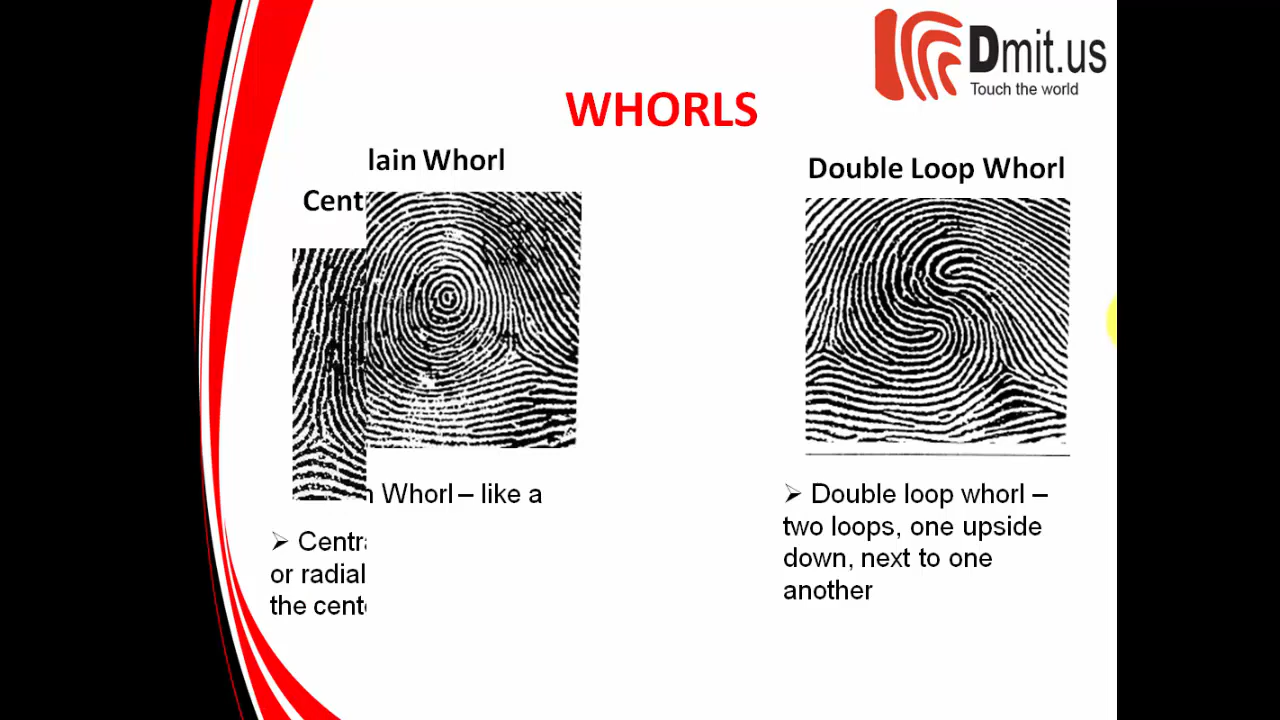 Dmit.us
Touch the world
WHORLS
lain Whorl
Cent
Whorl – like a
➢ Centr
or radial
the cent
Double Loop Whorl
➢ Double loop whorl –
two loops, one upside
down, next to one
another